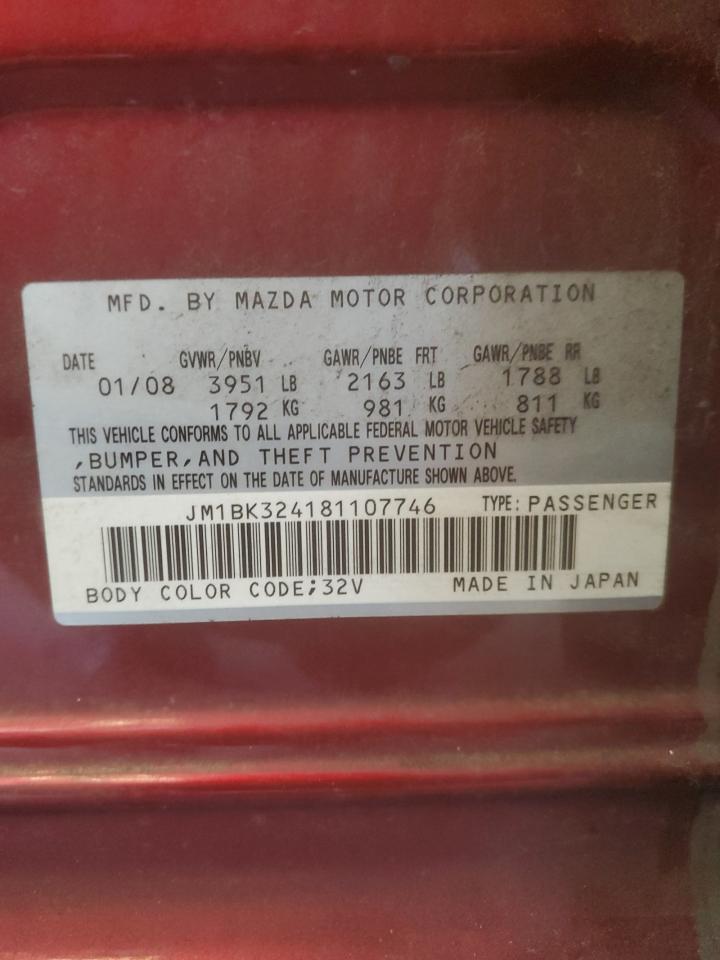 MFD. BY MAZDA MOTOR CORPORATION
DATE GVWR/PNBV GAWR/PNBE FRT GAWR/PNBE RR
01/08 3951 LB 2163 LB 1788 LB
1792 KG 981 KG 811 KG
THIS VEHICLE CONFORMS TO ALL APPLICABLE FEDERAL MOTOR VEHICLE SAFETY
,BUMPER,AND THEFT PREVENTION
STANDARDS IN EFFECT ON THE DATE OF MANUFACTURE SHOWN ABOVE.
JM1BK324181107746 TYPE: PASSENGER
BODY COLOR CODE;32V MADE IN JAPAN